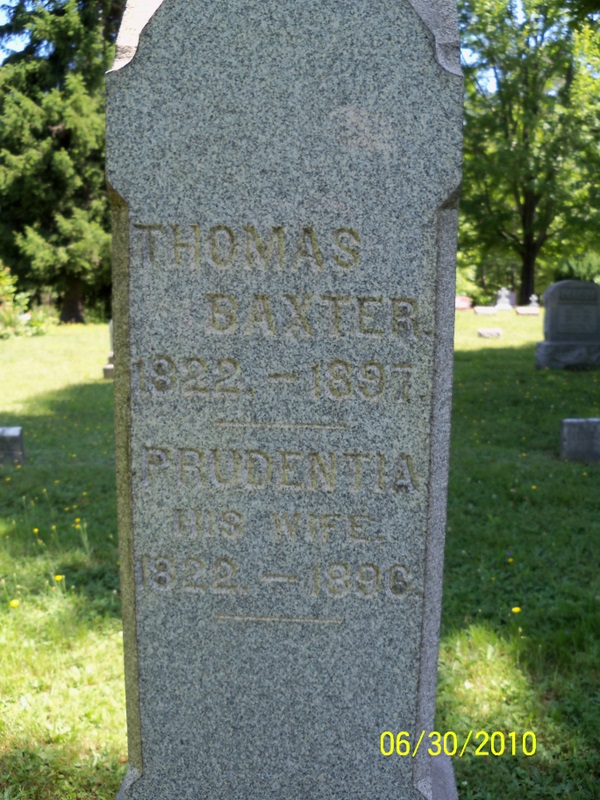 THOMAS
BAXTER.
1822. – 1897.
PRUDENTIA
HIS WIFE.
1822. – 1896.
06/30/2010